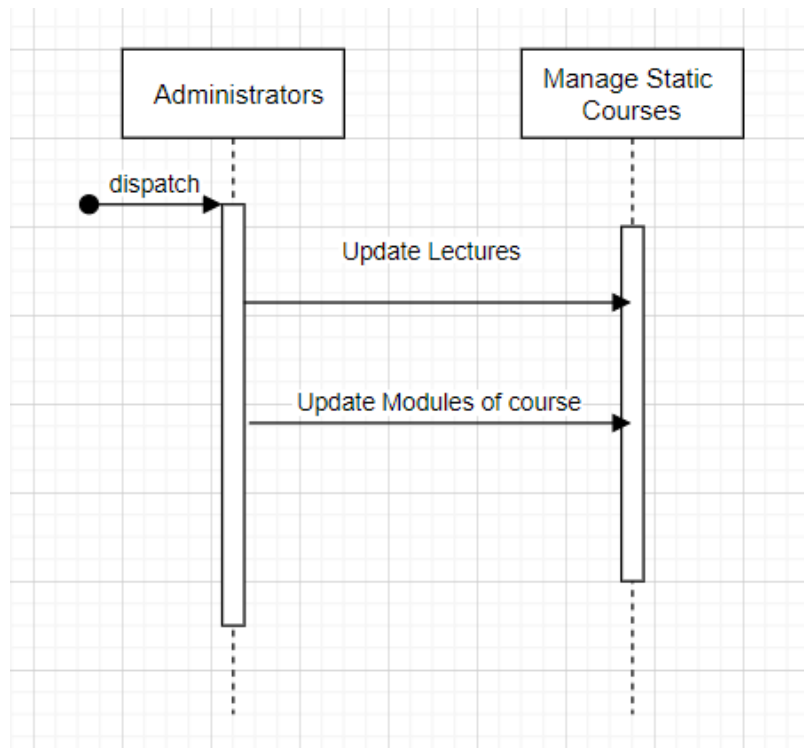 Administrators
Manage Static
Courses
dispatch
Update Lectures
Update Modules of course